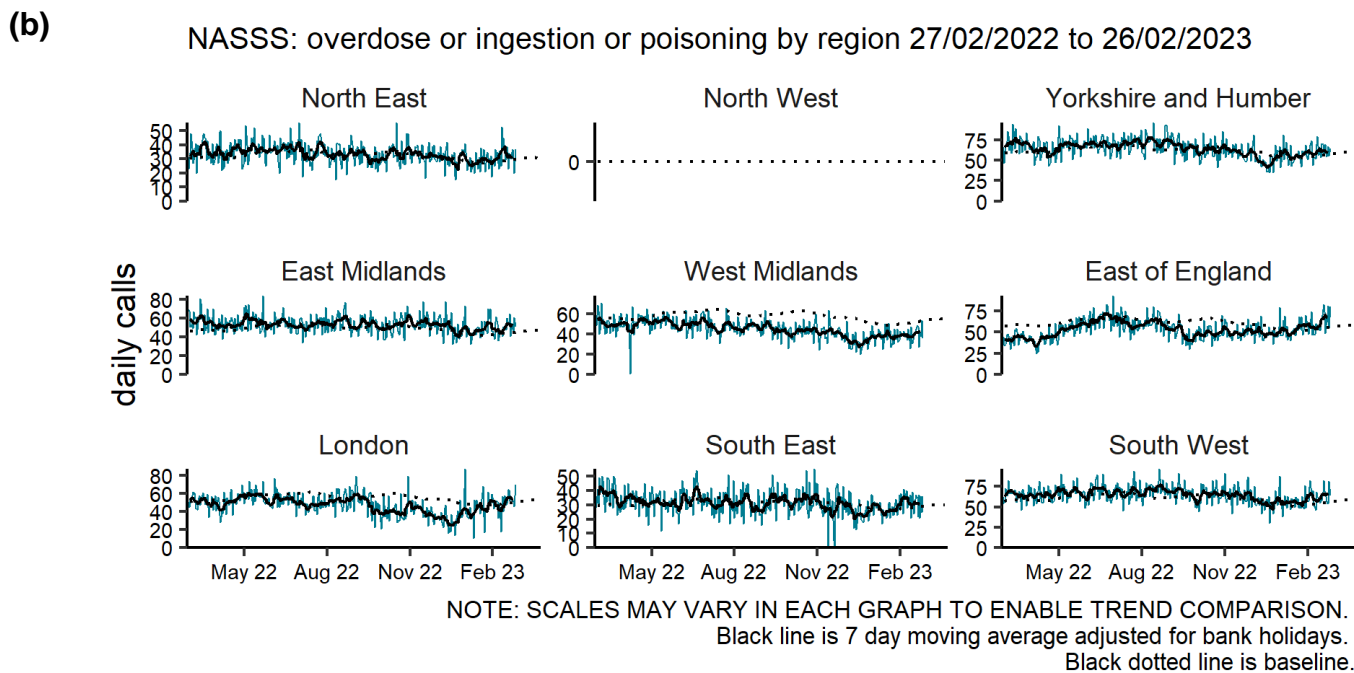 (b)
NASSS: overdose or ingestion or poisoning by region 27/02/2022 to 26/02/2023
North East
North West
Yorkshire and Humber
50
40
30
20
10
0
0
75
50
25
0
daily calls
East Midlands
West Midlands
East of England
80
60
40
20
0
60
40
20
0
75
50
25
0
London
South East
South West
80
60
40
20
0
50
40
30
20
10
0
75
50
25
0
May 22 Aug 22 Nov 22 Feb 23
May 22 Aug 22 Nov 22 Feb 23
May 22 Aug 22 Nov 22 Feb 23
NOTE: SCALES MAY VARY IN EACH GRAPH TO ENABLE TREND COMPARISON.
Black line is 7 day moving average adjusted for bank holidays.
Black dotted line is baseline.